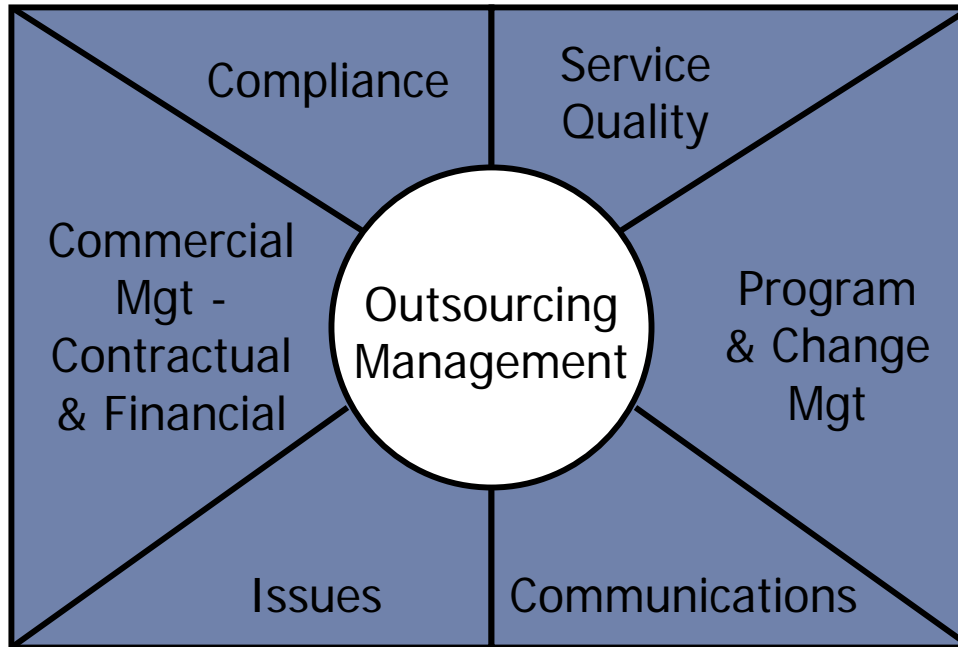 Compliance
Service
Quality
Commercial
Mgt -
Contractual
& Financial
Outsourcing
Management
Program
& Change
Mgt
Issues
Communications